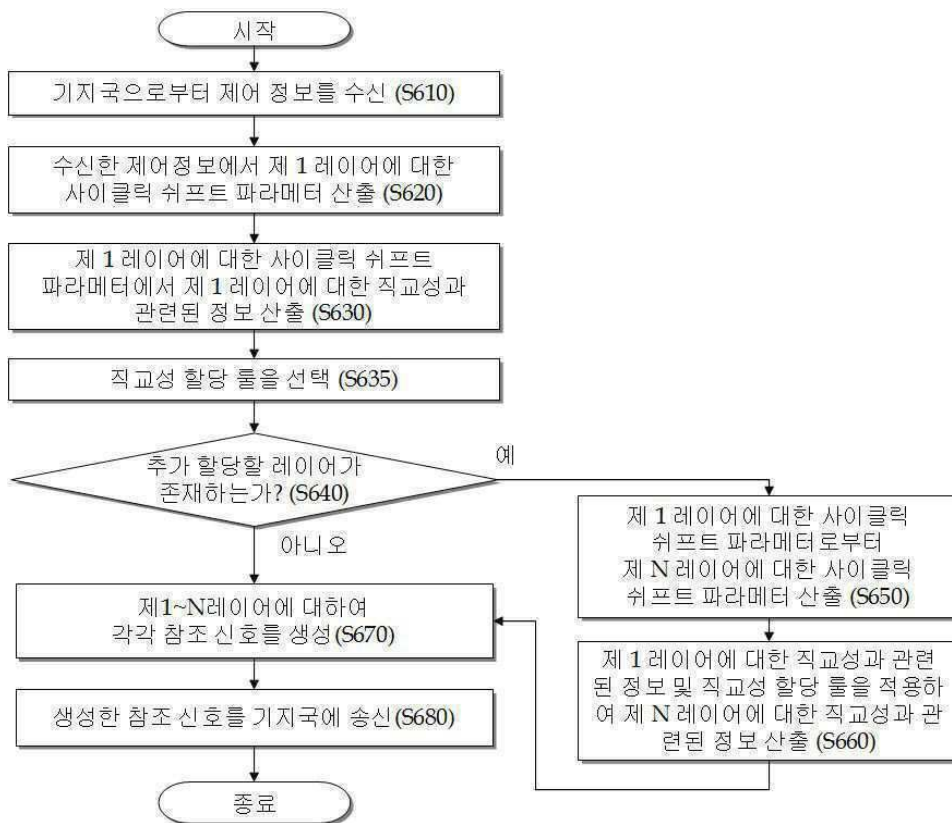 시작
기지국으로부터 제어 정보를 수신 (S610)
수신한 제어정보에서 제 1 레이어에 대한
사이클릭 쉬프트 파라메터 산출 (S620)
제 1 레이어에 대한 사이클릭 쉬프트
파라메터에서 제 1 레이어에 대한 직교성과
관련된 정보 산출 (S630)
직교성 할당 룰을 선택 (S635)
추가 할당할 레이어가
존재하는가? (S640)
예
아니오
제 1 레이어에 대한 사이클릭
쉬프트 파라메터로부터
제 N 레이어에 대한 사이클릭
쉬프트 파라메터 산출 (S650)
제 1 레이어에 대한 직교성과 관련
된 정보 및 직교성 할당 룰을 적용하
여 제 N 레이어에 대한 직교성과 관
련된 정보 산출 (S660)
제1~N레이어에 대하여
각각 참조 신호를 생성 (S670)
생성한 참조 신호를 기지국에 송신 (S680)
종료